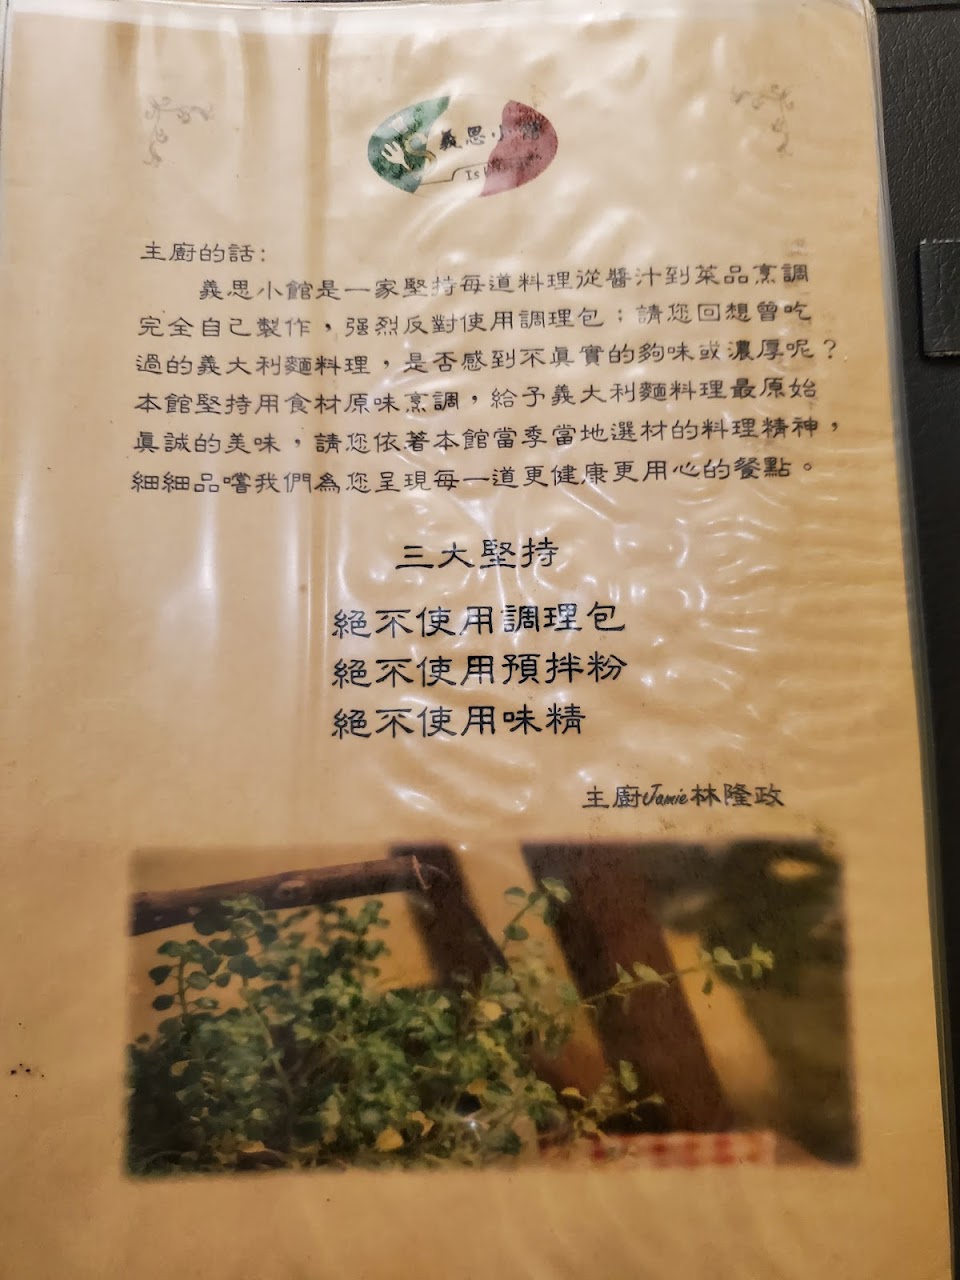 義思小館
主廚的話:
義思小館是一家堅持每道料理從醬汁到菜品烹調
完全自己製作，強烈反對使用調理包；請您回想曾吃
過的義大利麵料理，是否感到不真實的夠味或濃厚呢？
本館堅持用食材原味烹調，給予義大利麵料理最原始
真誠的美味，請您依著本館當季當地選材的料理精神，
細細品嚐我們為您呈現每一道更健康更用心的餐點。
三大堅持
絕不使用調理包
絕不使用預拌粉
絕不使用味精
主廚Jamie林隆政